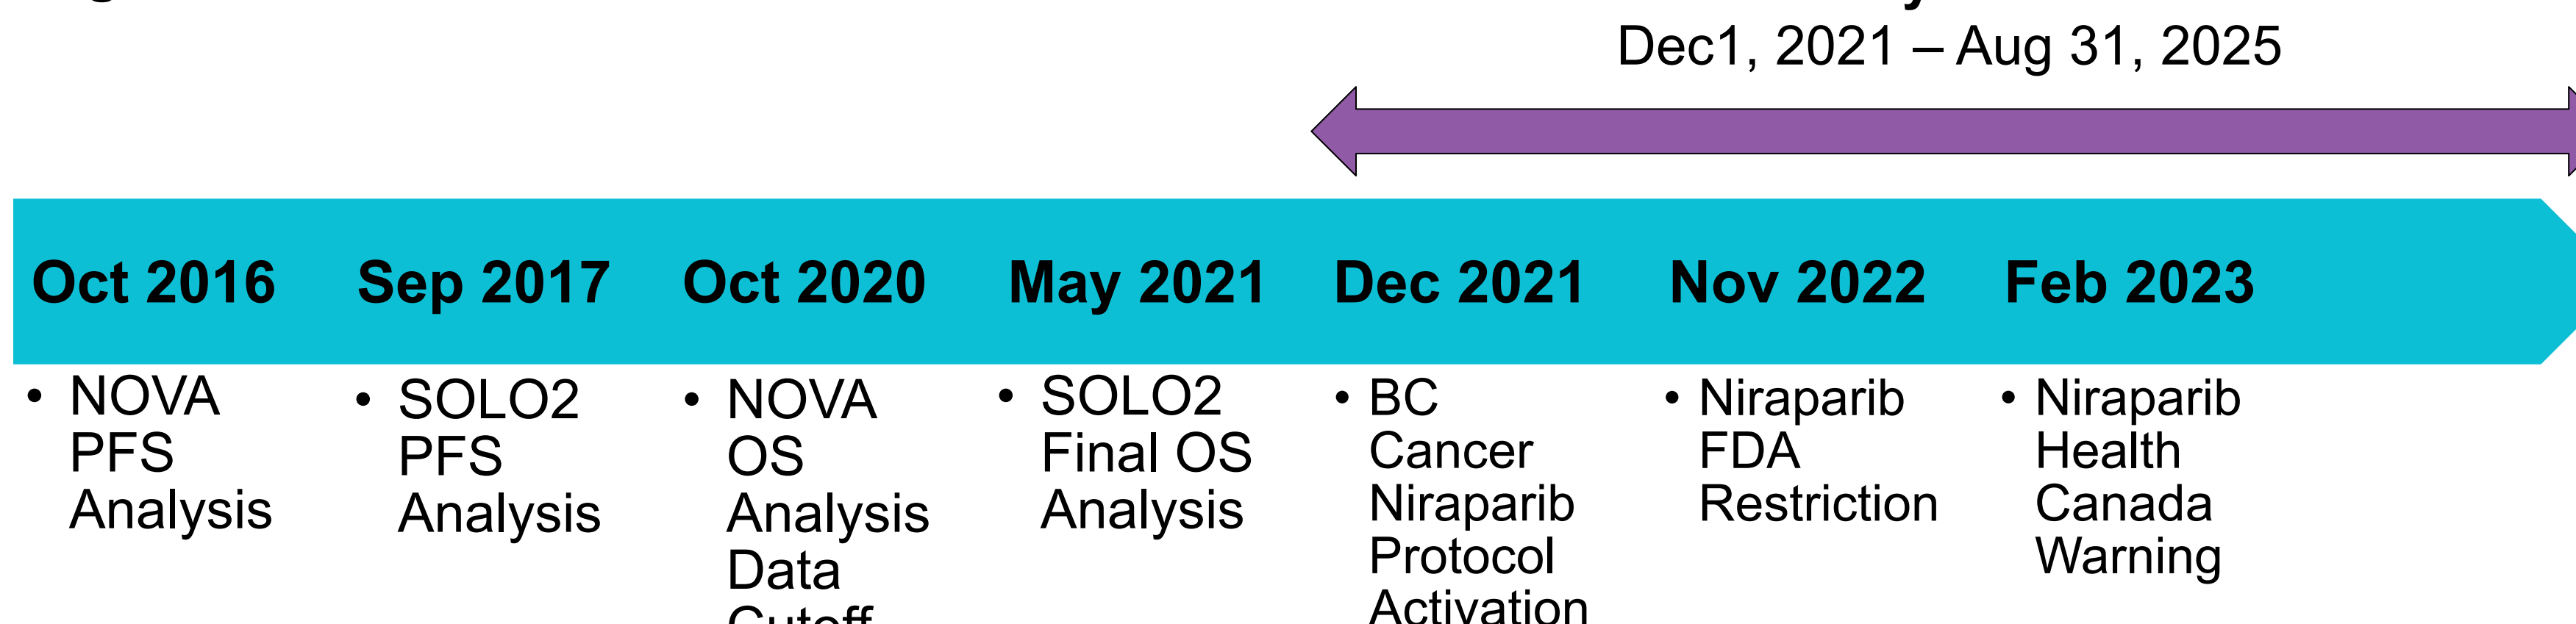 Dec1, 2021 – Aug 31, 2025
Oct 2016
Sep 2017
Oct 2020
May 2021
Dec 2021
Nov 2022
Feb 2023
• NOVA
PFS
Analysis
• SOLO2
PFS
Analysis
• NOVA
OS
Analysis
Data
Cutoff
• SOLO2
Final OS
Analysis
• BC
Cancer
Niraparib
Protocol
Activation
• Niraparib
FDA
Restriction
• Niraparib
Health
Canada
Warning